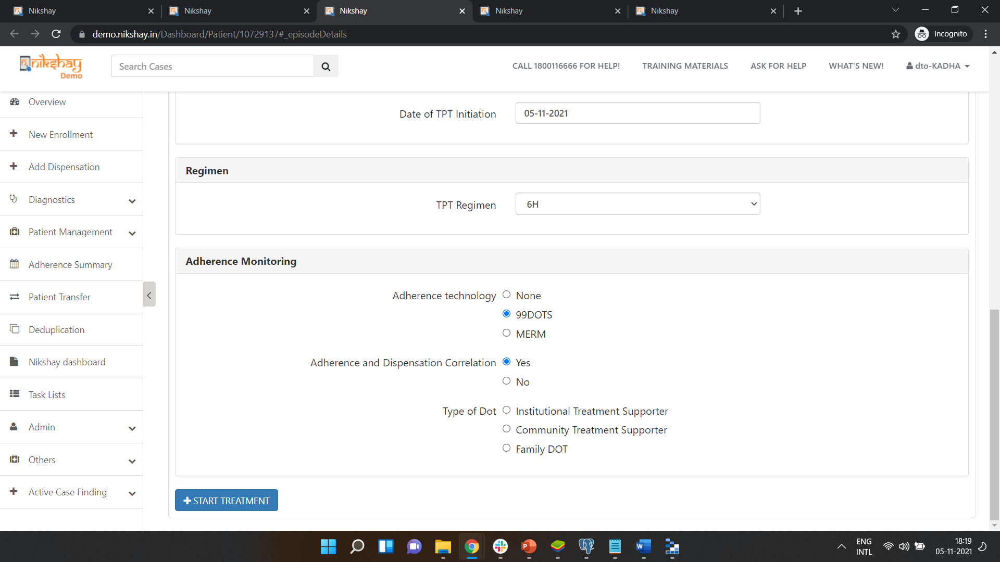 Nikshay
Nikshay
Nikshay
Nikshay
Nikshay
demo.nikshay.in/Dashboard/Patient/10729137#_episodeDetails
Incognito
nikshay
Demo
Search Cases
CALL 1800116666 FOR HELP!
TRAINING MATERIALS
ASK FOR HELP
WHAT'S NEW!
dto-KADHA
Overview
New Enrollment
Add Dispensation
Diagnostics
Patient Management
Adherence Summary
Patient Transfer
Deduplication
Nikshay dashboard
Task Lists
Admin
Others
Active Case Finding
Date of TPT Initiation 05-11-2021
Regimen
TPT Regimen 6H
Adherence Monitoring
Adherence technology None
99DOTS
MERM
Adherence and Dispensation Correlation Yes
No
Type of Dot Institutional Treatment Supporter
Community Treatment Supporter
Family DOT
START TREATMENT
ENG
INTL
18:19
05-11-2021